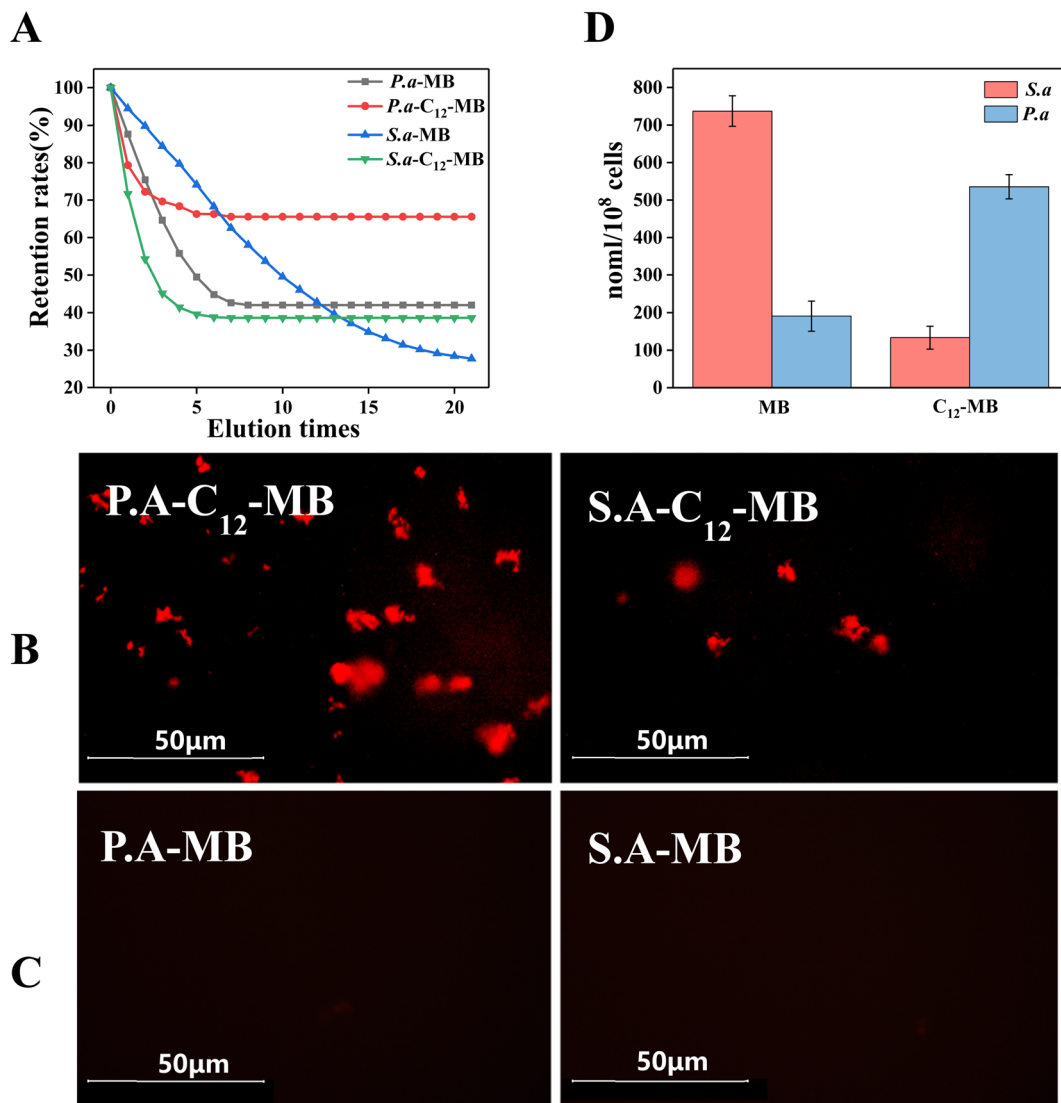 A
Retention rates(%)
100
90
80
70
60
50
40
30
20
0
5
10
15
20
Elution times
P.a-MB
P.a-C₁₂-MB
S.a-MB
S.a-C₁₂-MB
D
noml/10⁸ cells
800
700
600
500
400
300
200
100
0
MB
C₁₂-MB
S.a
P.a
B
P.A-C₁₂-MB
50μm
S.A-C₁₂-MB
50μm
C
P.A-MB
50μm
S.A-MB
50μm